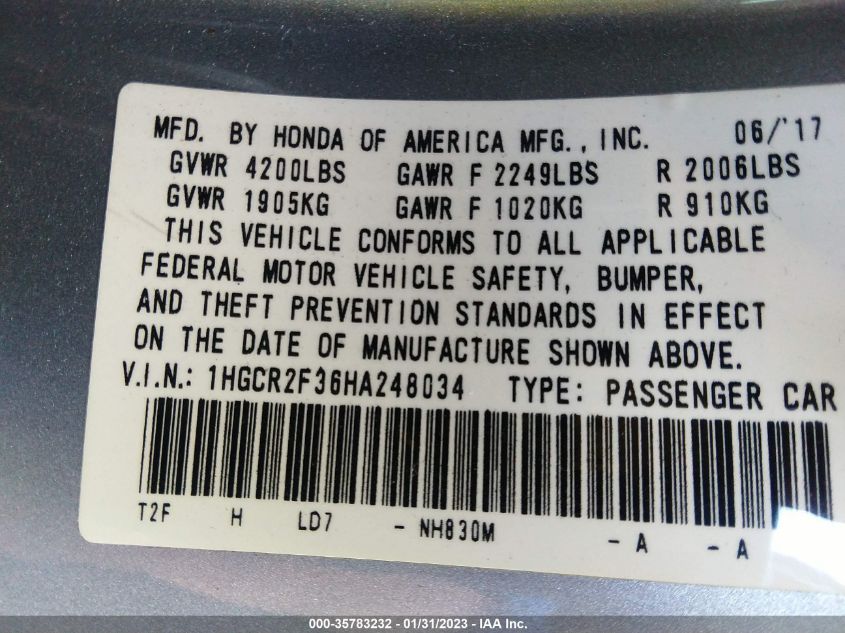 MFD. BY HONDA OF AMERICA MFG., INC. 06/'17
GVWR 4200LBS GAWR F 2249LBS R 2006LBS
GVWR 1905KG GAWR F 1020KG R 910KG
THIS VEHICLE CONFORMS TO ALL APPLICABLE
FEDERAL MOTOR VEHICLE SAFETY, BUMPER,
AND THEFT PREVENTION STANDARDS IN EFFECT
ON THE DATE OF MANUFACTURE SHOWN ABOVE.
V.I.N.: 1HGCR2F36HA248034 TYPE: PASSENGER CAR
T2F H LD7 - NH830M - A - A
000-35783232 - 01/31/2023 - IAA Inc.